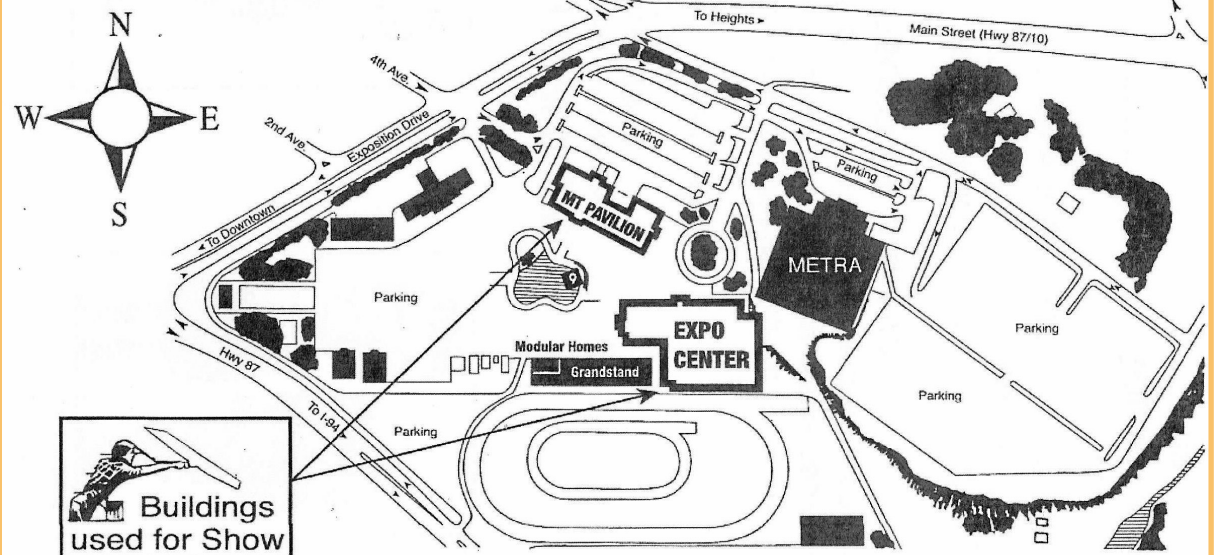 N
W
E
S
To Heights
Main Street (Hwy 87/10)
4th Ave.
2nd Ave.
Exposition Drive
To Downtown
Parking
Parking
MT PAVILION
METRA
9
Parking
Parking
EXPO
CENTER
Modular Homes
Grandstand
Hwy 87
To I-94
Parking
Parking
Buildings
used for Show